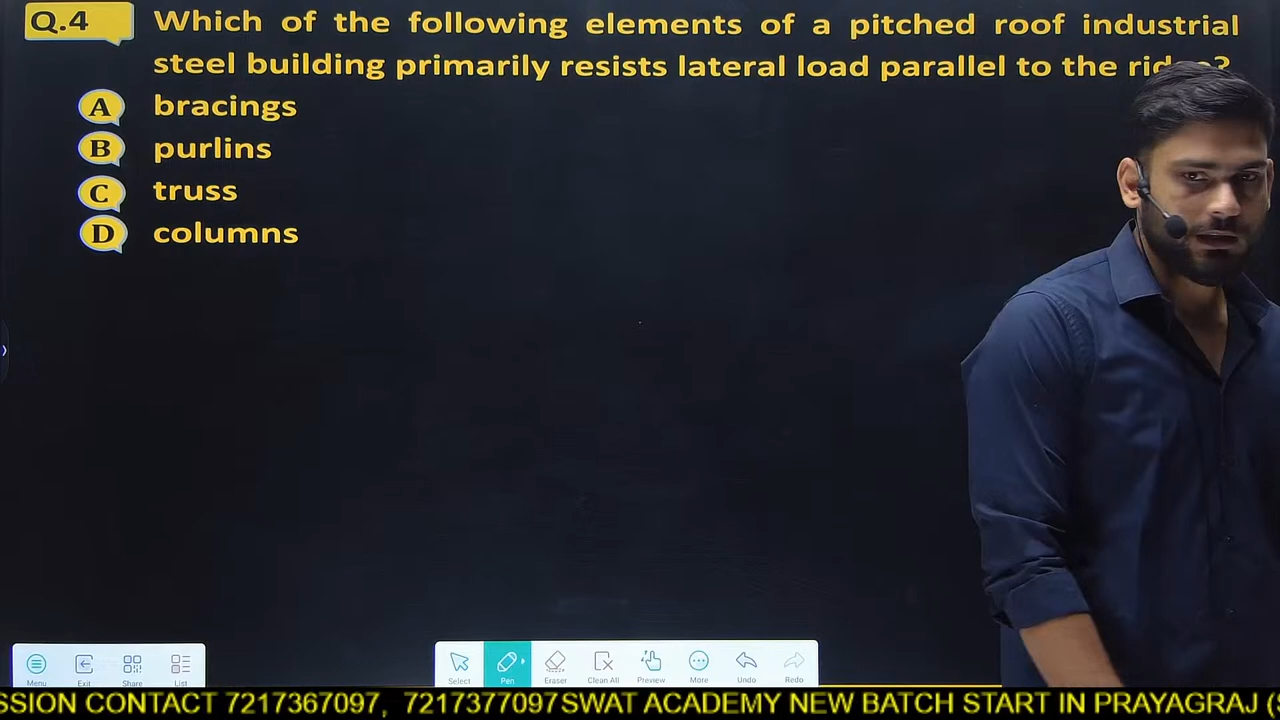 Q.4 Which of the following elements of a pitched roof industrial
steel building primarily resists lateral load parallel to the
A bracings
B purlins
C truss
D columns
Menu Exit Share List Select Pen Eraser Clean All Preview More Undo Redo
SSION CONTACT 7217367097, 7217377097SWAT ACADEMY NEW BATCH START IN PRAYAGRAJ (